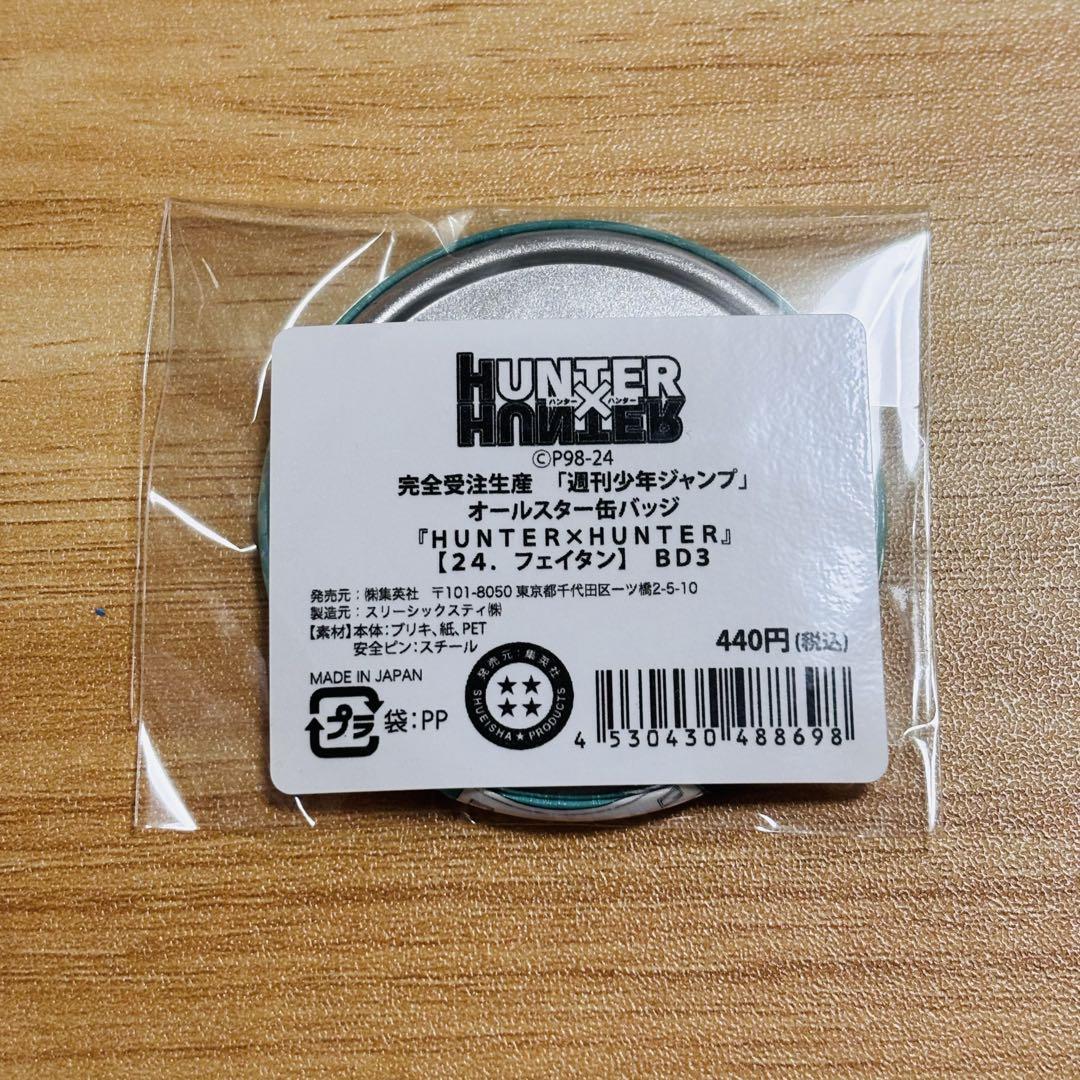 HUNTER
ハンター×ハンター
HUNTER
©P98-24
完全受注生産 「週刊少年ジャンプ」
オールスター缶バッジ
『HUNTER×HUNTER』
【24．フェイタン】 BD3
発売元：㈱集英社 〒101-8050 東京都千代田区一ツ橋2-5-10
製造元：スリーシックスティ㈱
【素材】本体：ブリキ、紙、PET
安全ピン：スチール
440円(税込)
MADE IN JAPAN
プラ 袋：PP
発売元：集英社
SHUEISHA★PRODUCTS
4 530430 488698